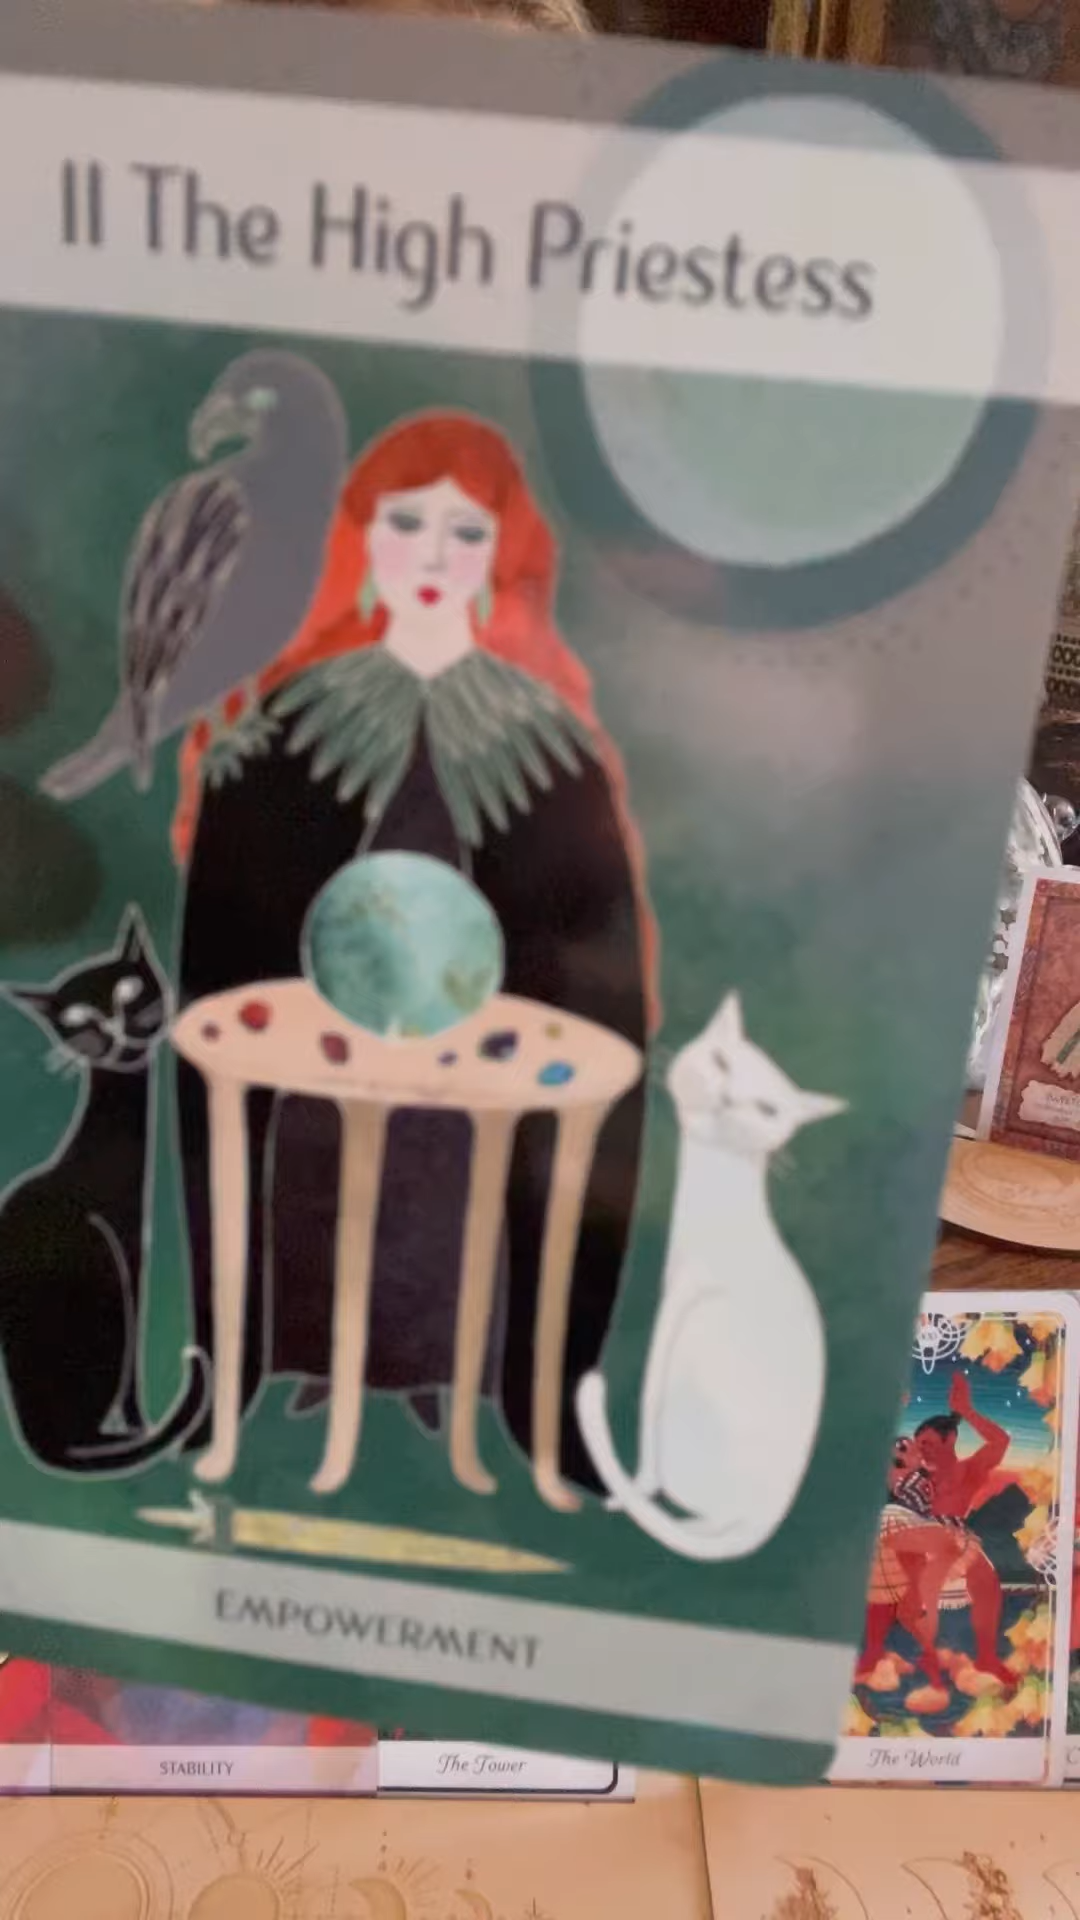 II The High Priestess
EMPOWERMENT
STABILITY
The Tower
The World